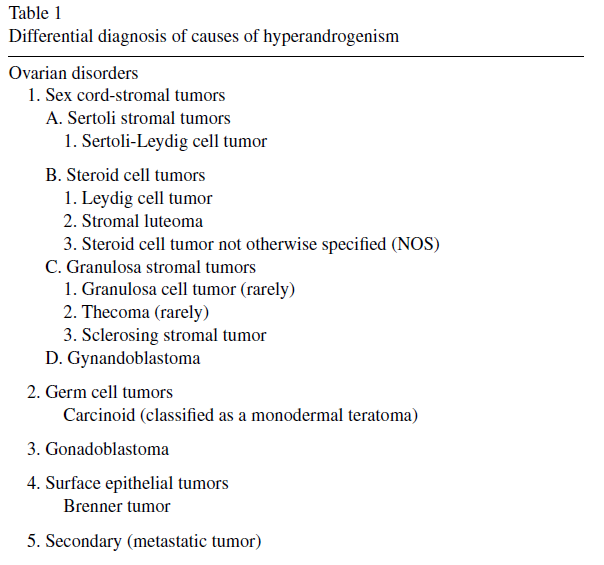 Table 1
Differential diagnosis of causes of hyperandrogenism
Ovarian disorders
1. Sex cord-stromal tumors
A. Sertoli stromal tumors
1. Sertoli-Leydig cell tumor
B. Steroid cell tumors
1. Leydig cell tumor
2. Stromal luteoma
3. Steroid cell tumor not otherwise specified (NOS)
C. Granulosa stromal tumors
1. Granulosa cell tumor (rarely)
2. Thecoma (rarely)
3. Sclerosing stromal tumor
D. Gynandoblastoma
2. Germ cell tumors
Carcinoid (classified as a monodermal teratoma)
3. Gonadoblastoma
4. Surface epithelial tumors
Brenner tumor
5. Secondary (metastatic tumor)